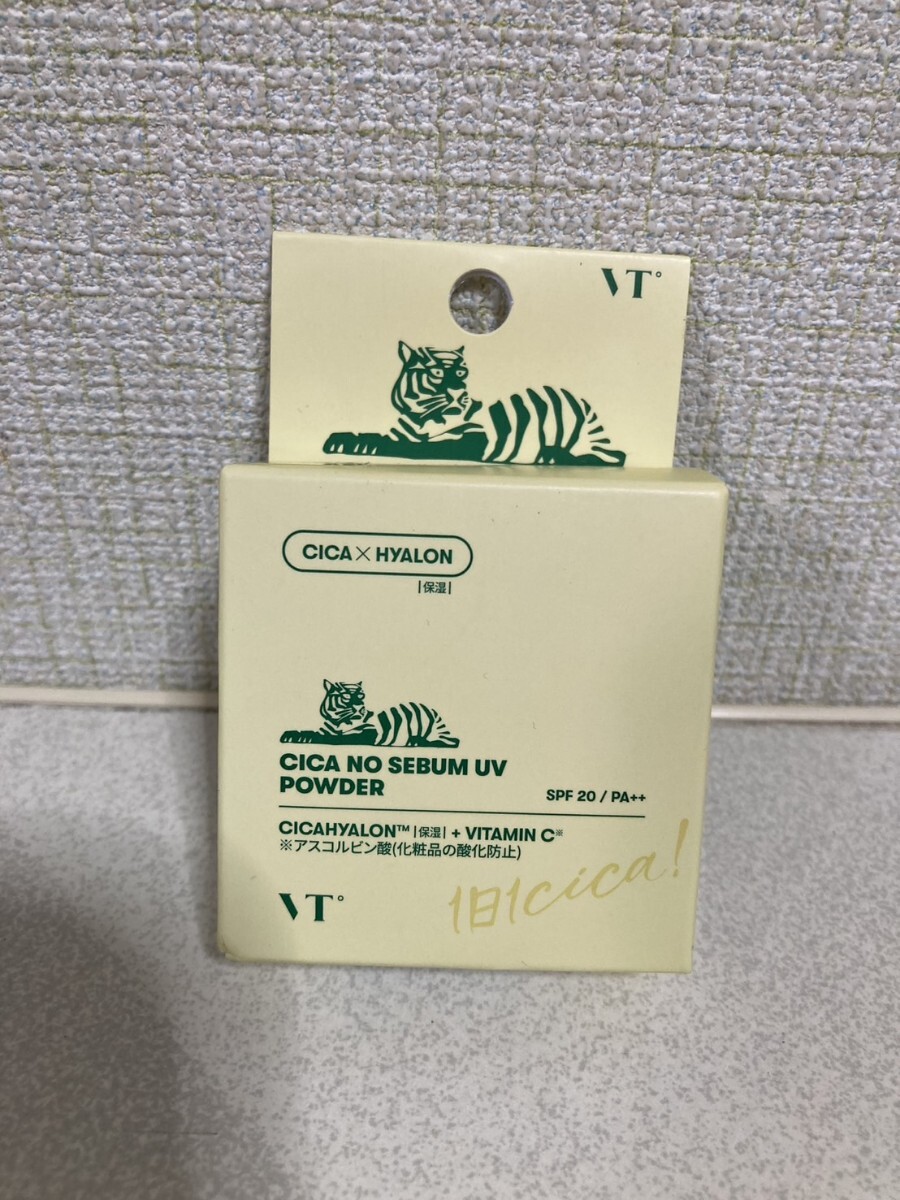 VT°
CICA×HYALON
|保湿|
CICA NO SEBUM UV
POWDER
SPF 20 / PA++
CICAHYALON™ |保湿| + VITAMIN C※
※アスコルビン酸(化粧品の酸化防止)
1日1cica!
VT°